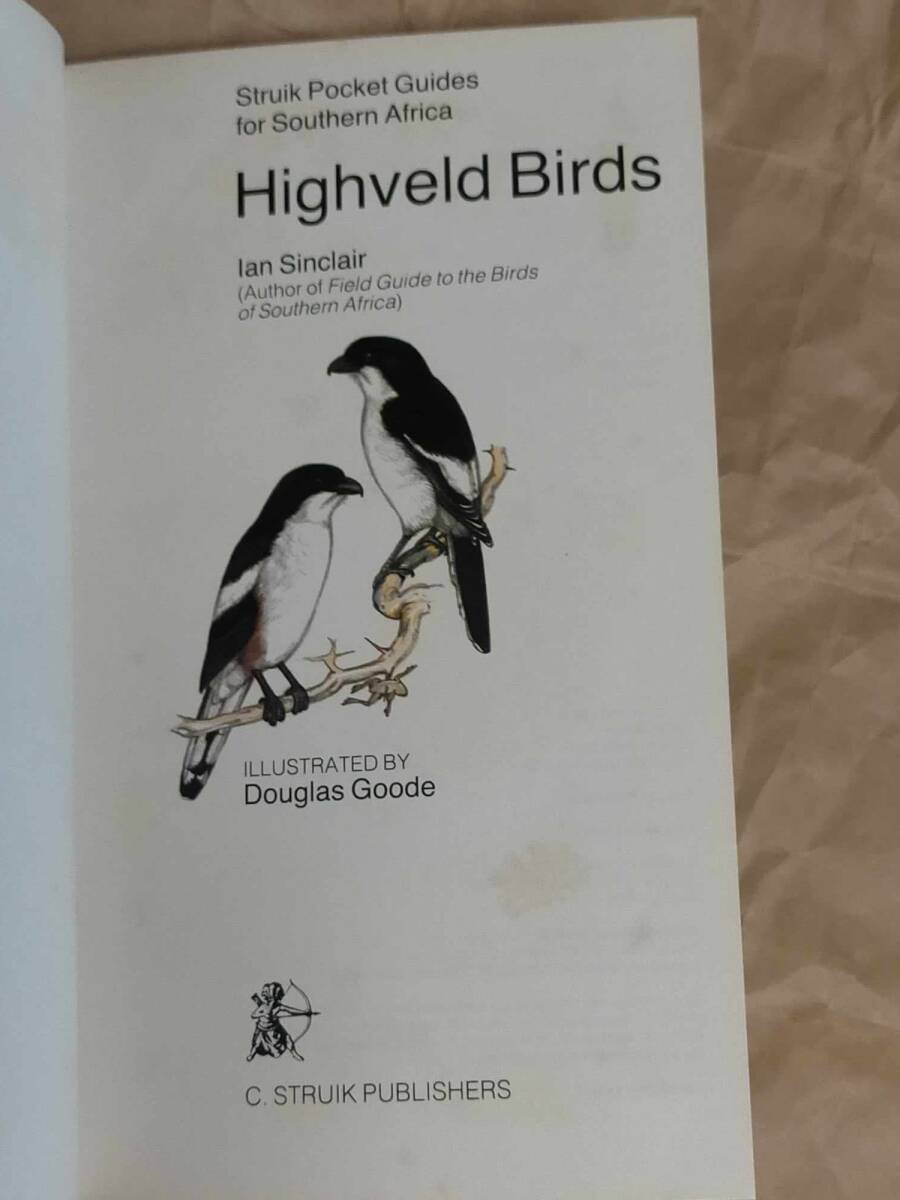 Struik Pocket Guides
for Southern Africa
Highveld Birds
Ian Sinclair
(Author of Field Guide to the Birds
of Southern Africa)
ILLUSTRATED BY
Douglas Goode
C. STRUIK PUBLISHERS